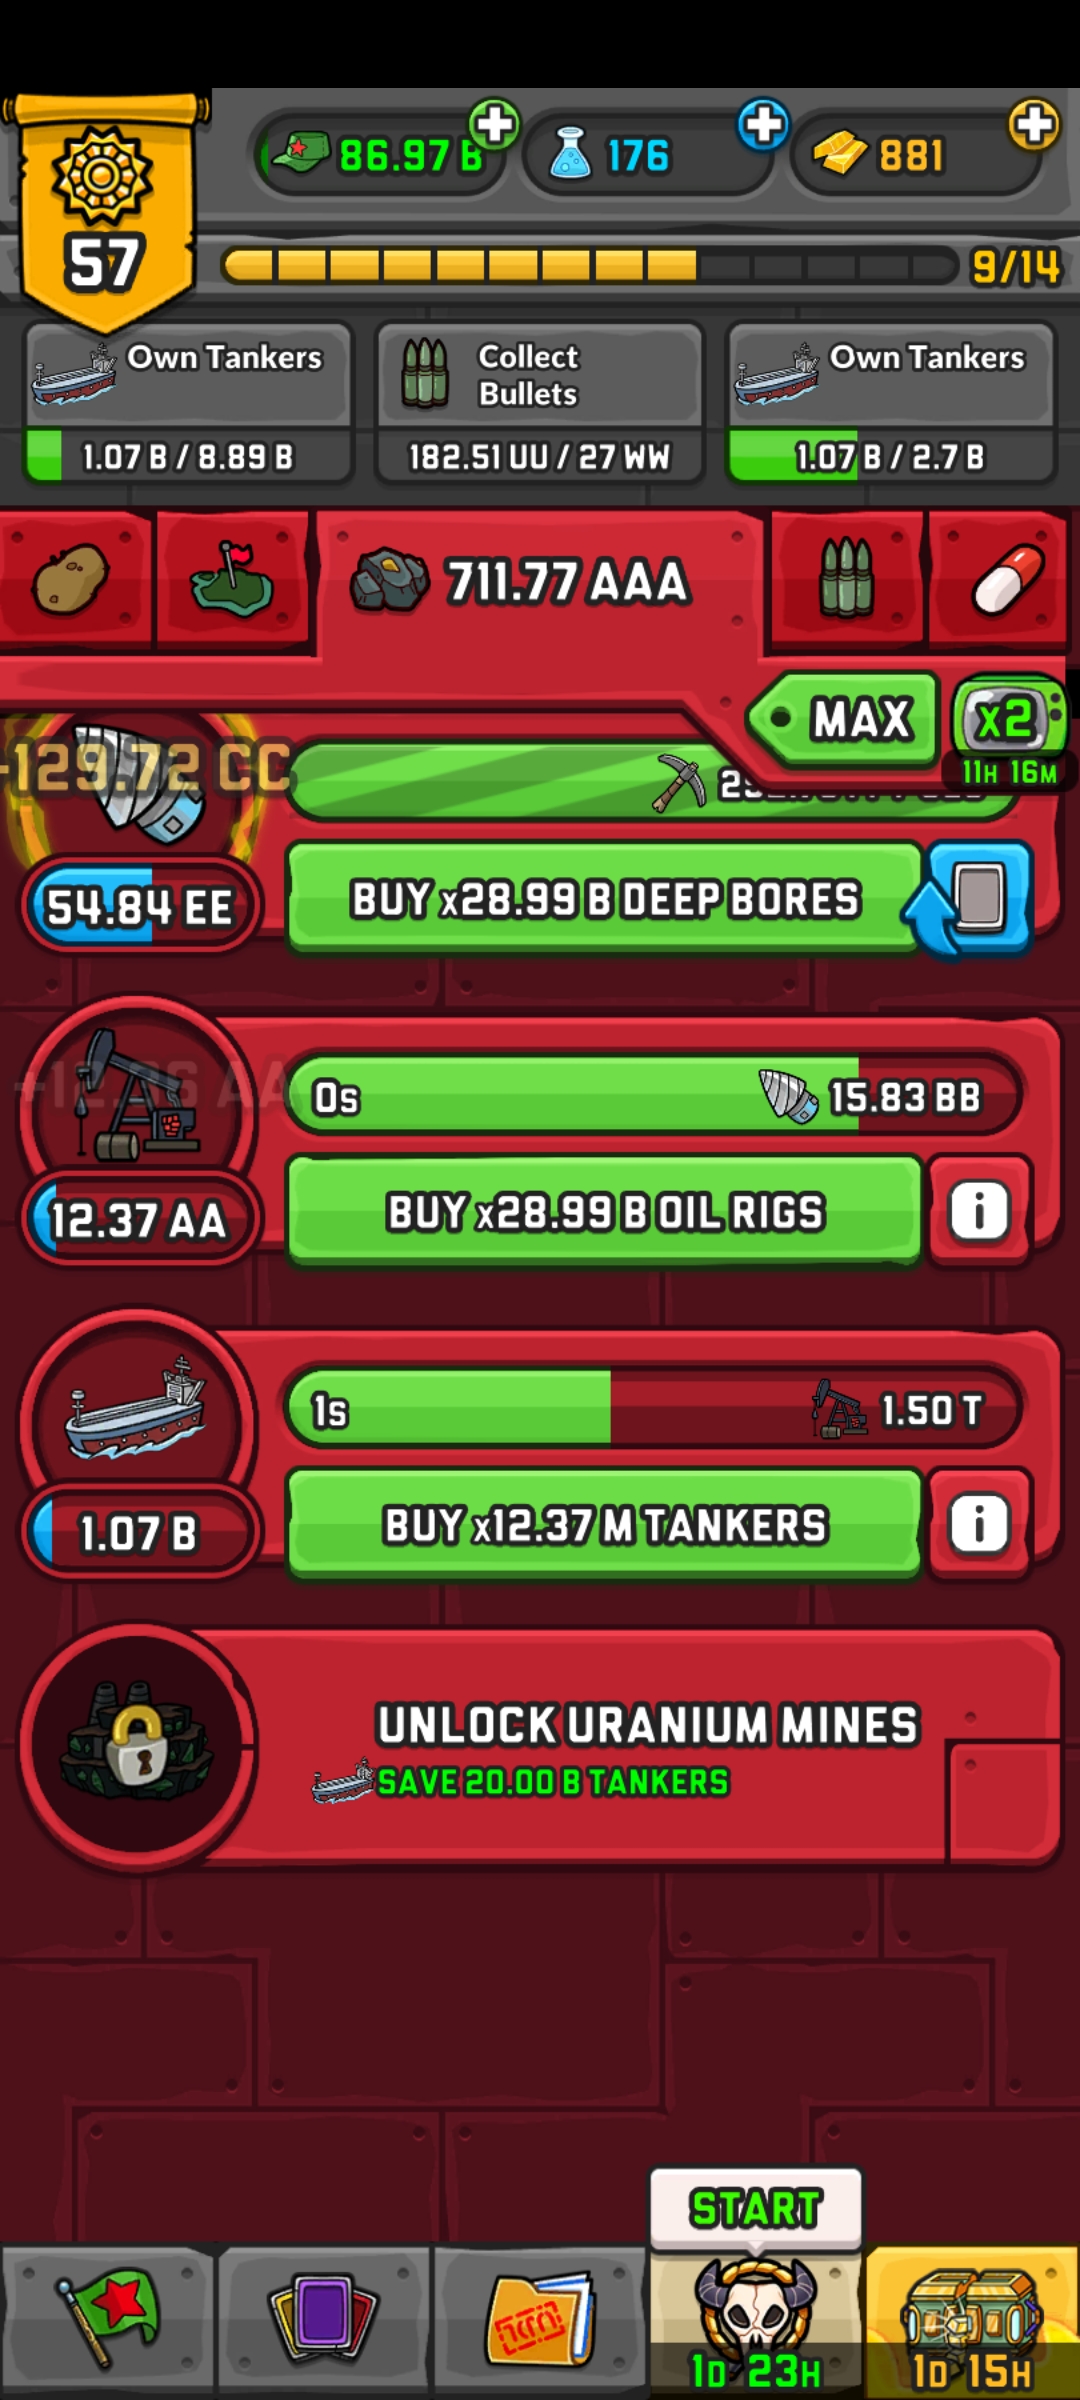 86.97 B
176
881
57
9/14
Own Tankers
1.07 B / 8.89 B
Collect
Bullets
182.51 UU / 27 WW
Own Tankers
1.07 B / 2.7 B
711.77 AAA
MAX
x2
11H 16M
129.72 CC
54.84 EE
BUY x28.99 B DEEP BORES
+12.36 AA
0s
15.83 BB
12.37 AA
BUY x28.99 B OIL RIGS
1s
1.50 T
1.07 B
BUY x12.37 M TANKERS
UNLOCK URANIUM MINES
SAVE 20.00 B TANKERS
START
1D 23H
1D 15H